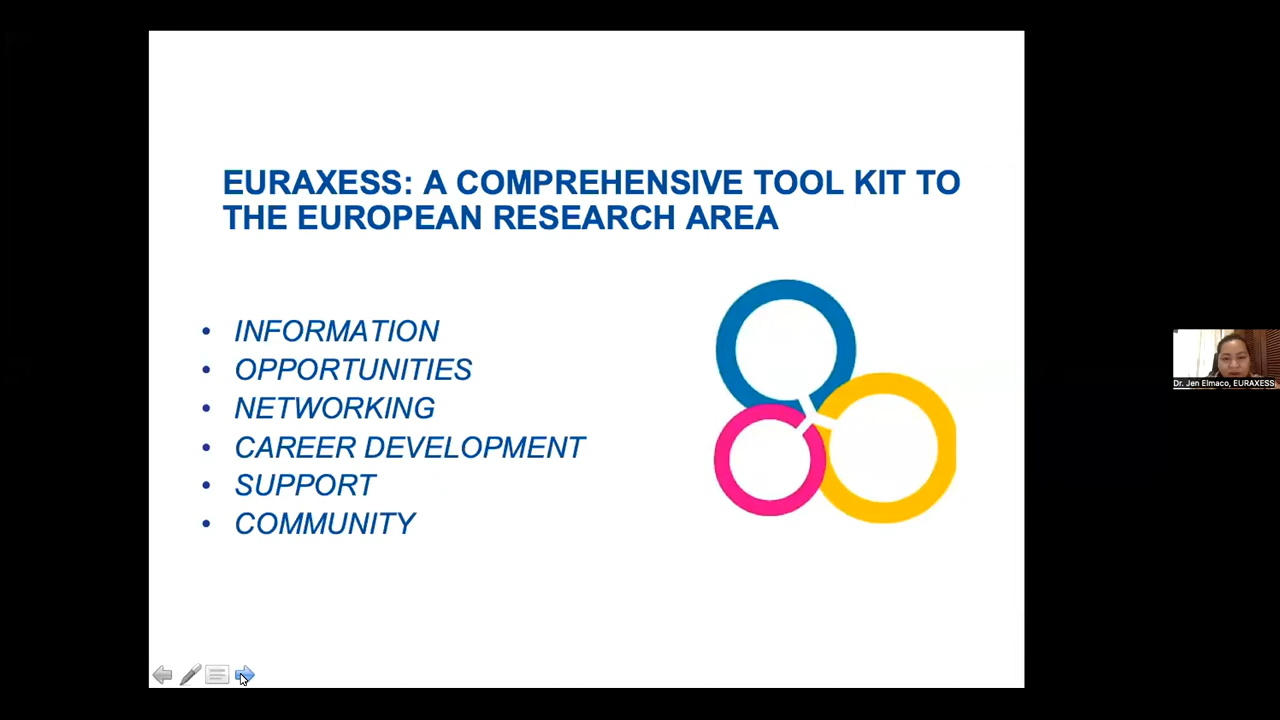 EURAXESS: A COMPREHENSIVE TOOL KIT TO
THE EUROPEAN RESEARCH AREA
• INFORMATION
• OPPORTUNITIES
• NETWORKING
• CAREER DEVELOPMENT
• SUPPORT
• COMMUNITY
Dr. Jen Elmaco, EURAXESS